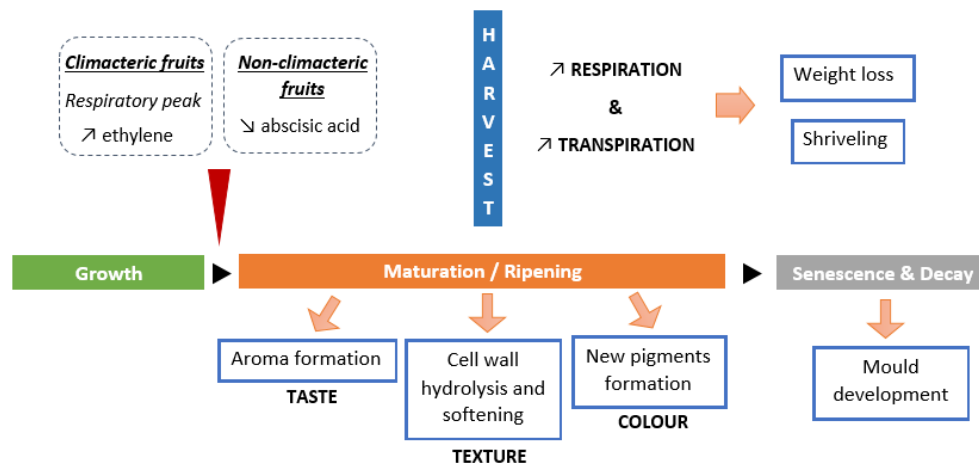 Climacteric fruits
Respiratory peak
↗ ethylene
Non-climacteric
fruits
↘ abscisic acid
HARVEST
↗ RESPIRATION
&
↗ TRANSPIRATION
Weight loss
Shriveling
Growth
Maturation / Ripening
Senescence & Decay
Aroma formation
TASTE
Cell wall
hydrolysis and
softening
TEXTURE
New pigments
formation
COLOUR
Mould
development